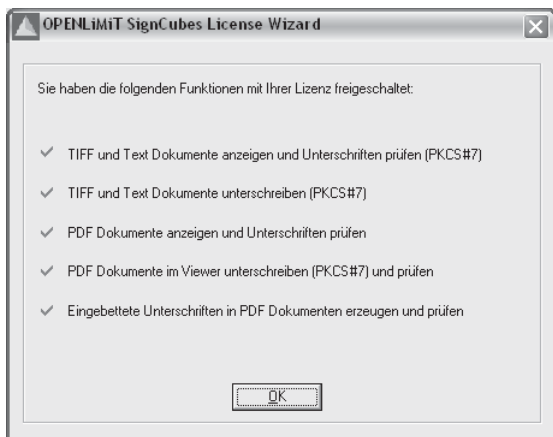 OPENLiMiT SignCubes License Wizard
Sie haben die folgenden Funktionen mit Ihrer Lizenz freigeschaltet:
TIFF und Text Dokumente anzeigen und Unterschriften prüfen (PKCS#7)
TIFF und Text Dokumente unterschreiben (PKCS#7)
PDF Dokumente anzeigen und Unterschriften prüfen
PDF Dokumente im Viewer unterschreiben (PKCS#7) und prüfen
Eingebettete Unterschriften in PDF Dokumenten erzeugen und prüfen
OK